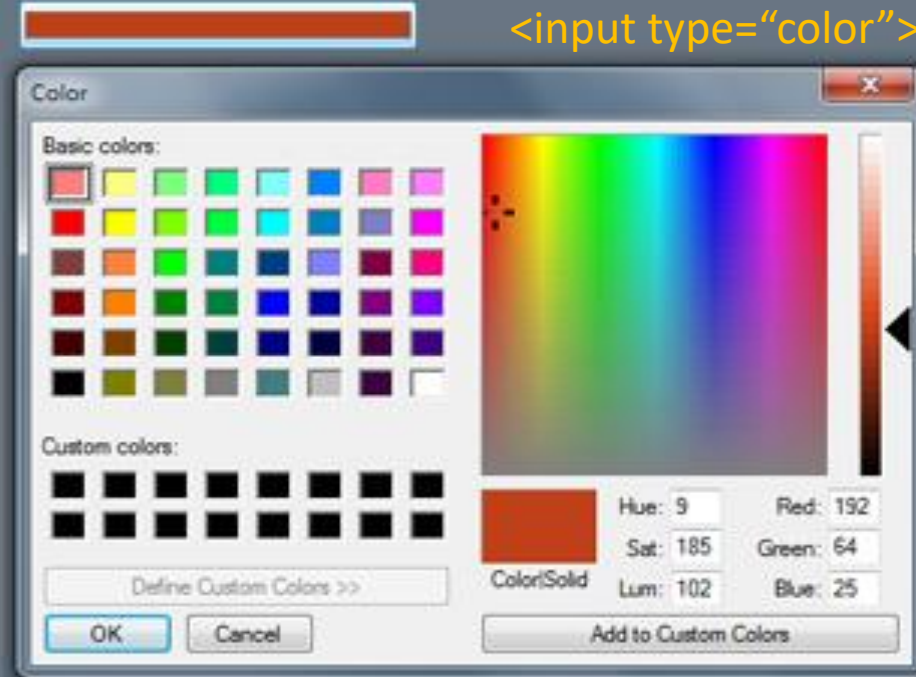 <input type=“color”>
Color
Basic colors:
Custom colors:
Define Custom Colors >>
OK Cancel
Color|Solid
Hue: 9 Red: 192
Sat: 185 Green: 64
Lum: 102 Blue: 25
Add to Custom Colors